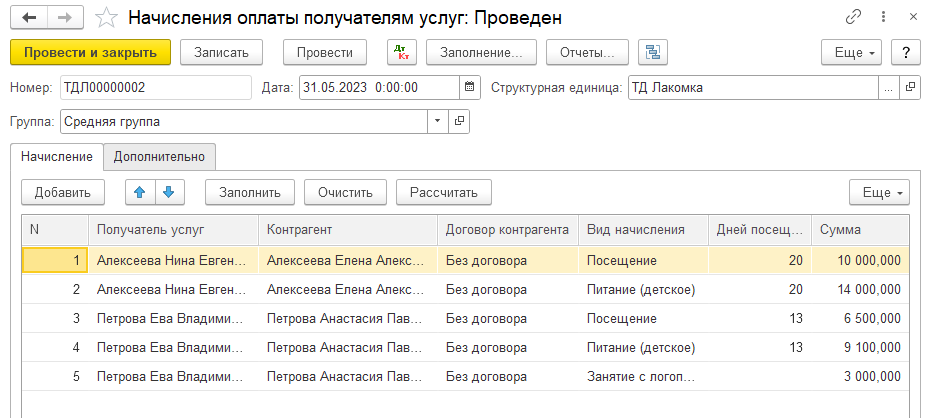 Начисления оплаты получателям услуг: Проведен
Провести и закрыть Записать Провести Дт Кт Заполнение... Отчеты... Еще ?
Номер: ТДЛ00000002 Дата: 31.05.2023 0:00:00 Структурная единица: ТД Лакомка ...
Группа: Средняя группа
Начисление Дополнительно
Добавить Заполнить Очистить Рассчитать Еще
N Получатель услуг Контрагент Договор контрагента Вид начисления Дней посещ... Сумма
1 Алексеева Нина Евген... Алексеева Елена Алекс... Без договора Посещение 20 10 000,000
2 Алексеева Нина Евген... Алексеева Елена Алекс... Без договора Питание (детское) 20 14 000,000
3 Петрова Ева Владими... Петрова Анастасия Пав... Без договора Посещение 13 6 500,000
4 Петрова Ева Владими... Петрова Анастасия Пав... Без договора Питание (детское) 13 9 100,000
5 Петрова Ева Владими... Петрова Анастасия Пав... Без договора Занятие с логоп... 3 000,000